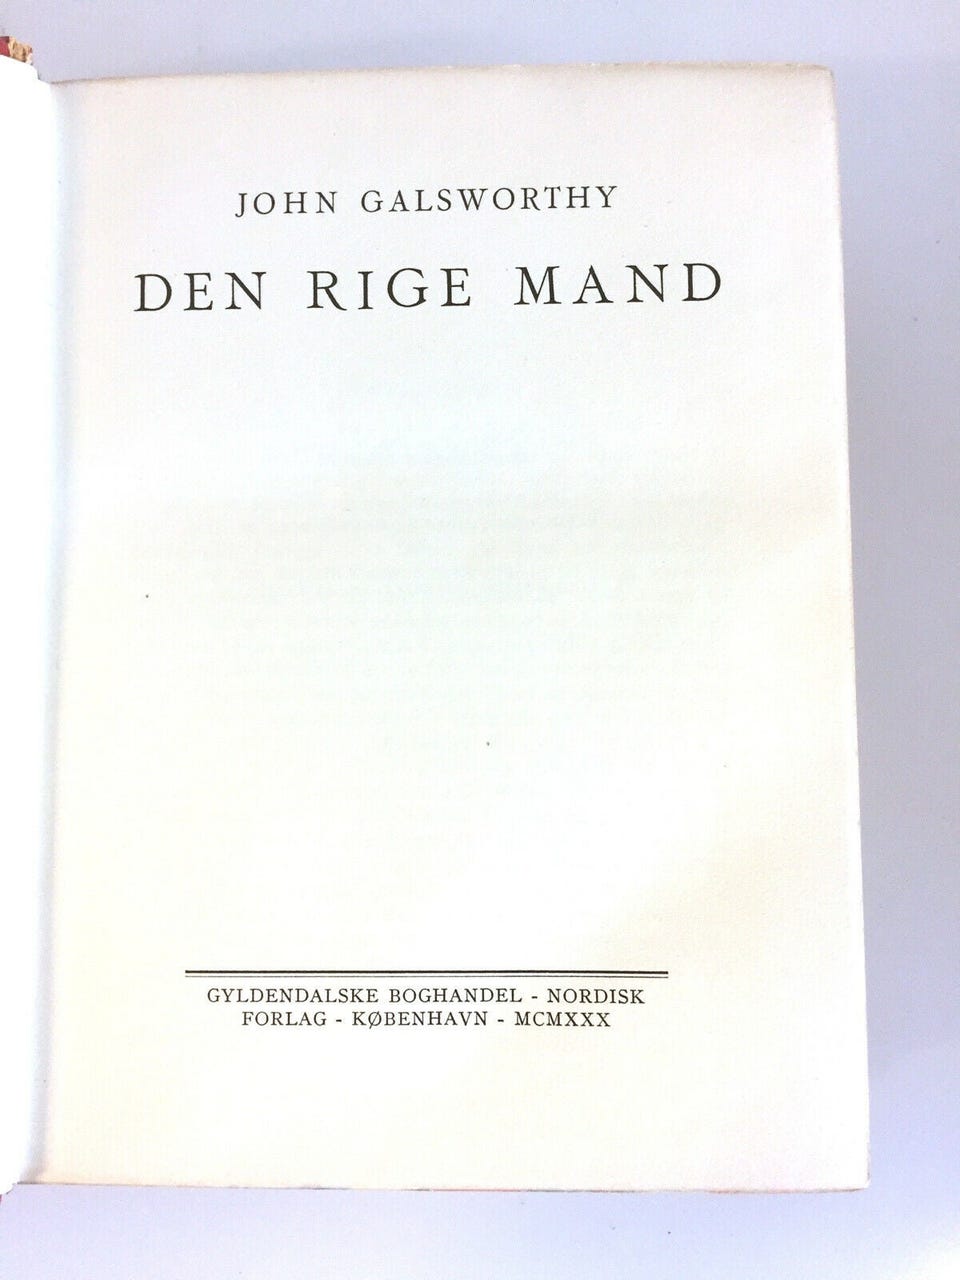 JOHN GALSWORTHY
DEN RIGE MAND
GYLDENDALSKE BOGHANDEL - NORDISK
FORLAG - KØBENHAVN - MCMXXX